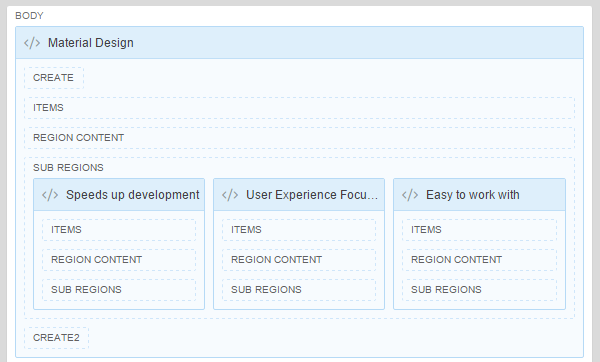 BODY
</> Material Design
CREATE
ITEMS
REGION CONTENT
SUB REGIONS
</> Speeds up development
</> User Experience Focu...
</> Easy to work with
ITEMS
ITEMS
ITEMS
REGION CONTENT
REGION CONTENT
REGION CONTENT
SUB REGIONS
SUB REGIONS
SUB REGIONS
CREATE2